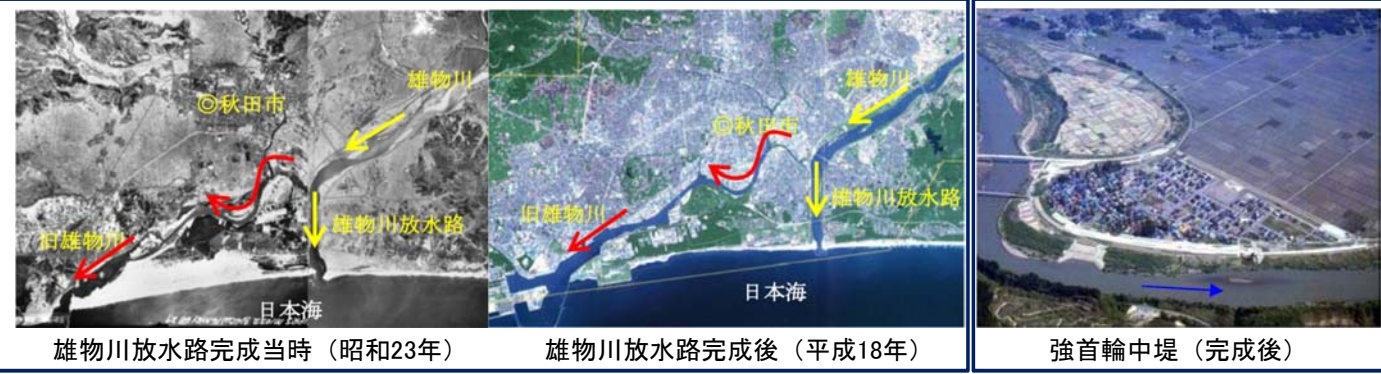 雄物川
◎秋田市
雄物川放水路
旧雄物川
日本海
雄物川放水路完成当時（昭和23年）
雄物川
◎秋田市
雄物川放水路
旧雄物川
日本海
雄物川放水路完成後（平成18年）
強首輪中堤（完成後）